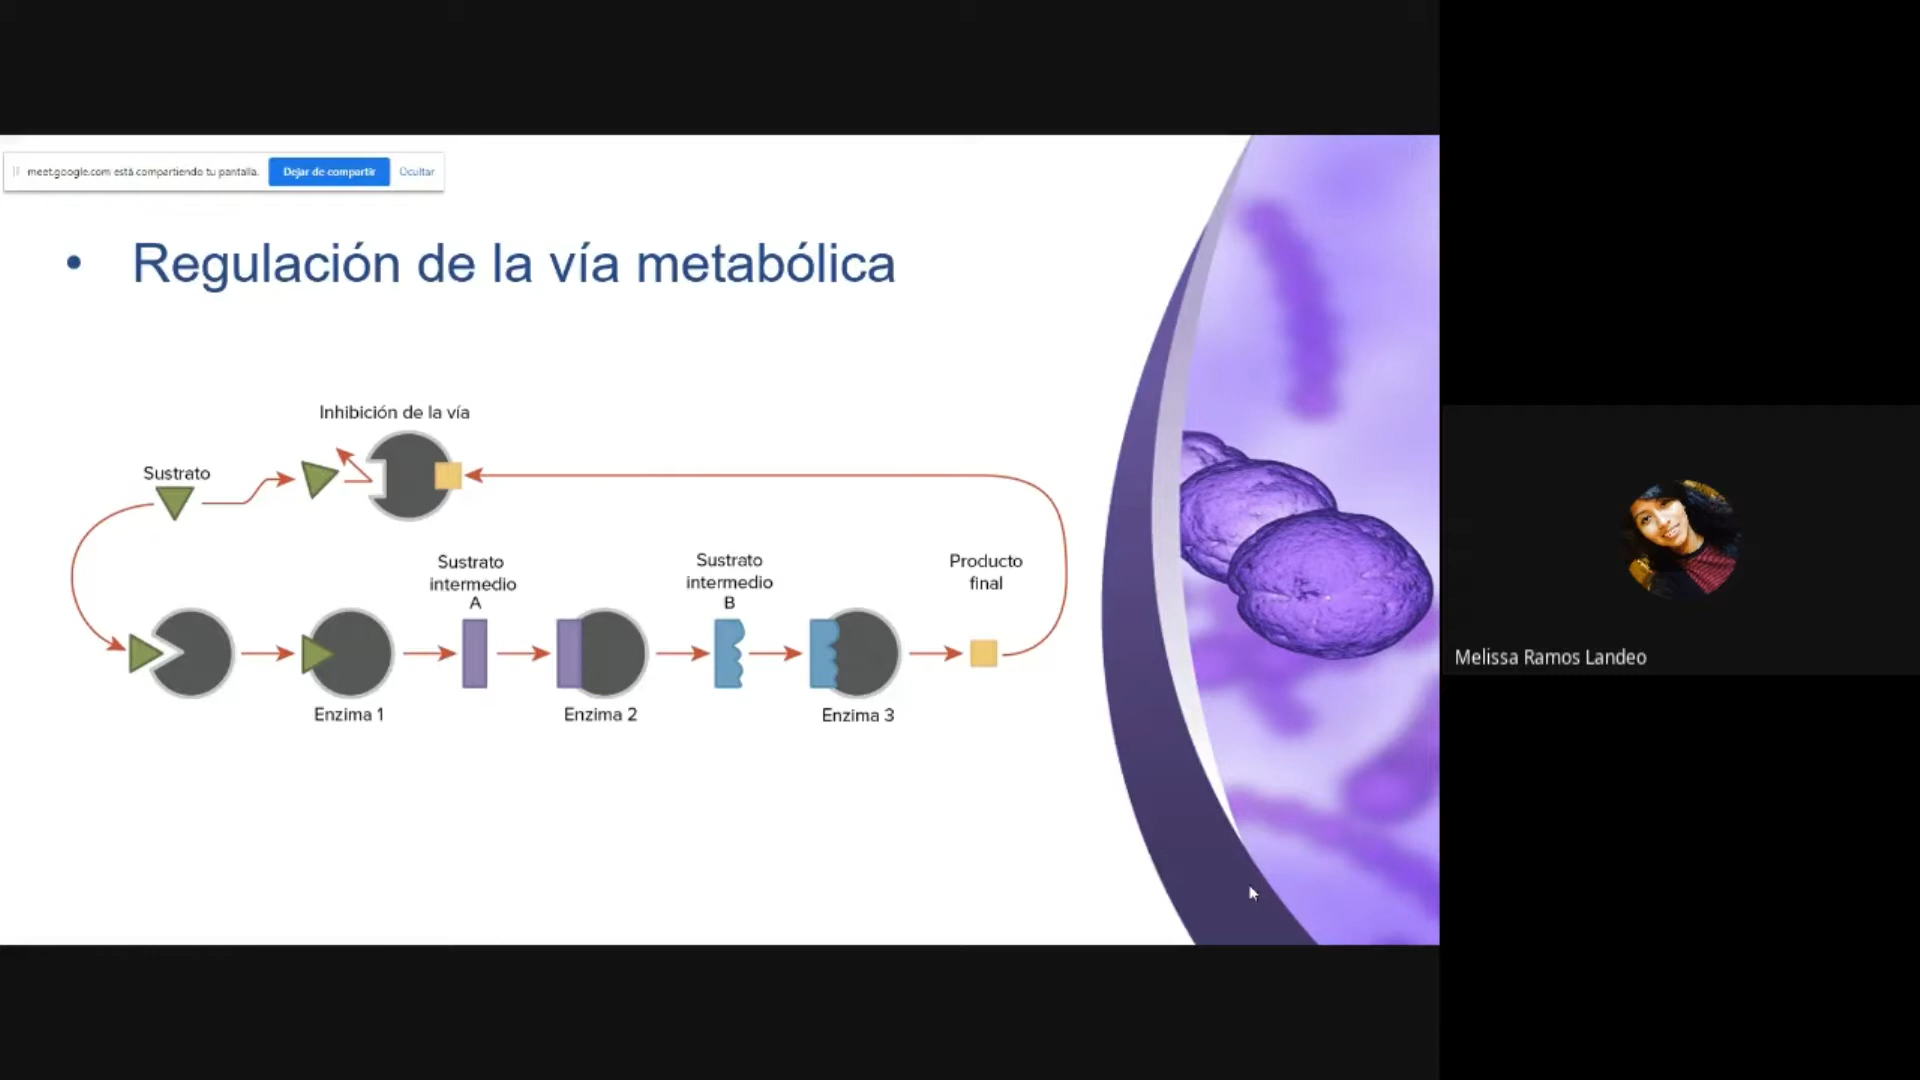 meet.google.com está compartiendo tu pantalla. Dejar de compartir Ocultar
• Regulación de la vía metabólica
Inhibición de la vía
Sustrato
Sustrato
intermedio
A
Sustrato
intermedio
B
Producto
final
Enzima 1
Enzima 2
Enzima 3
Melissa Ramos Landeo